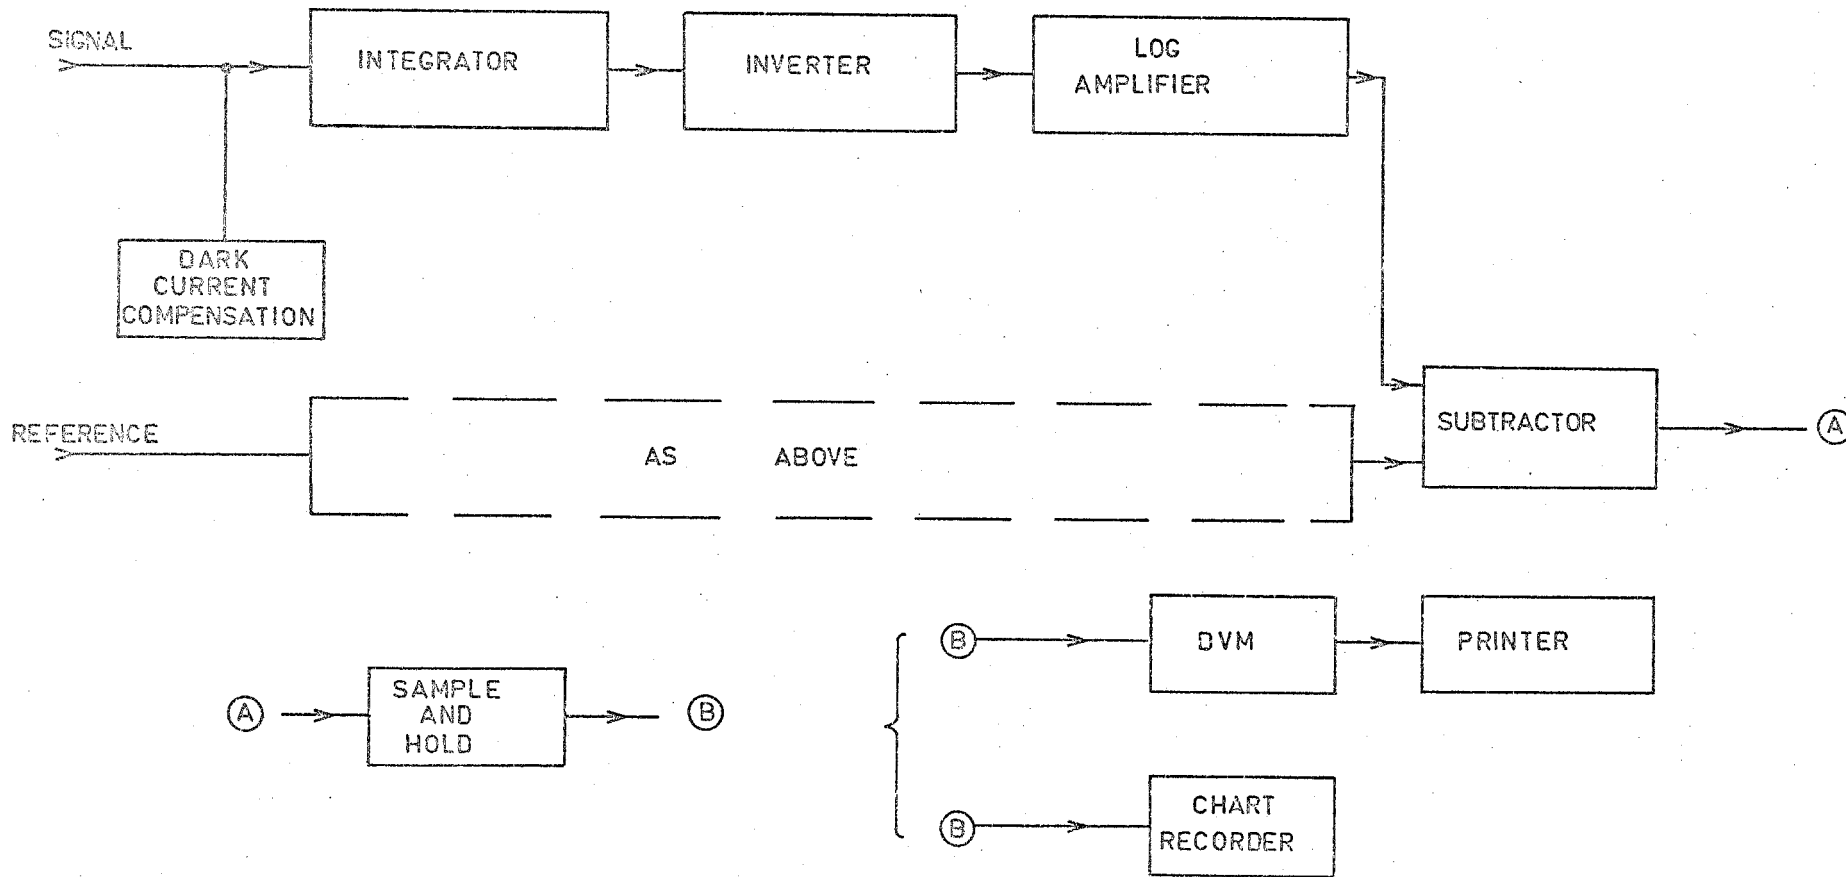 SIGNAL
INTEGRATOR
INVERTER
LOG
AMPLIFIER
DARK
CURRENT
COMPENSATION
REFERENCE
AS ABOVE
SUBTRACTOR
A
A
SAMPLE
AND
HOLD
B
B
DVM
PRINTER
B
CHART
RECORDER